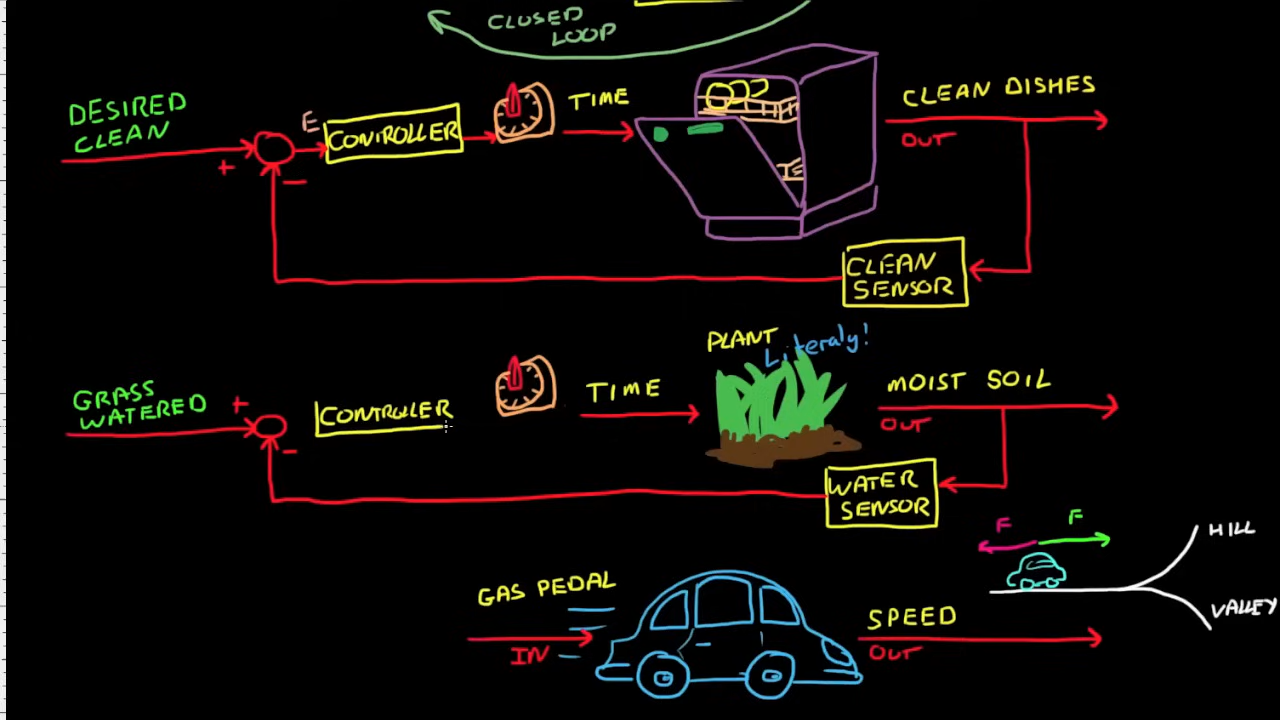 CLOSED
LOOP
DESIRED
CLEAN
+
-
E
CONTROLLER
TIME
CLEAN DISHES
OUT
CLEAN
SENSOR
GRASS
WATERED
+
-
CONTROLLER
TIME
PLANT
Literaly!
MOIST SOIL
OUT
WATER
SENSOR
F
F
HILL
VALLEY
GAS PEDAL
IN
SPEED
OUT